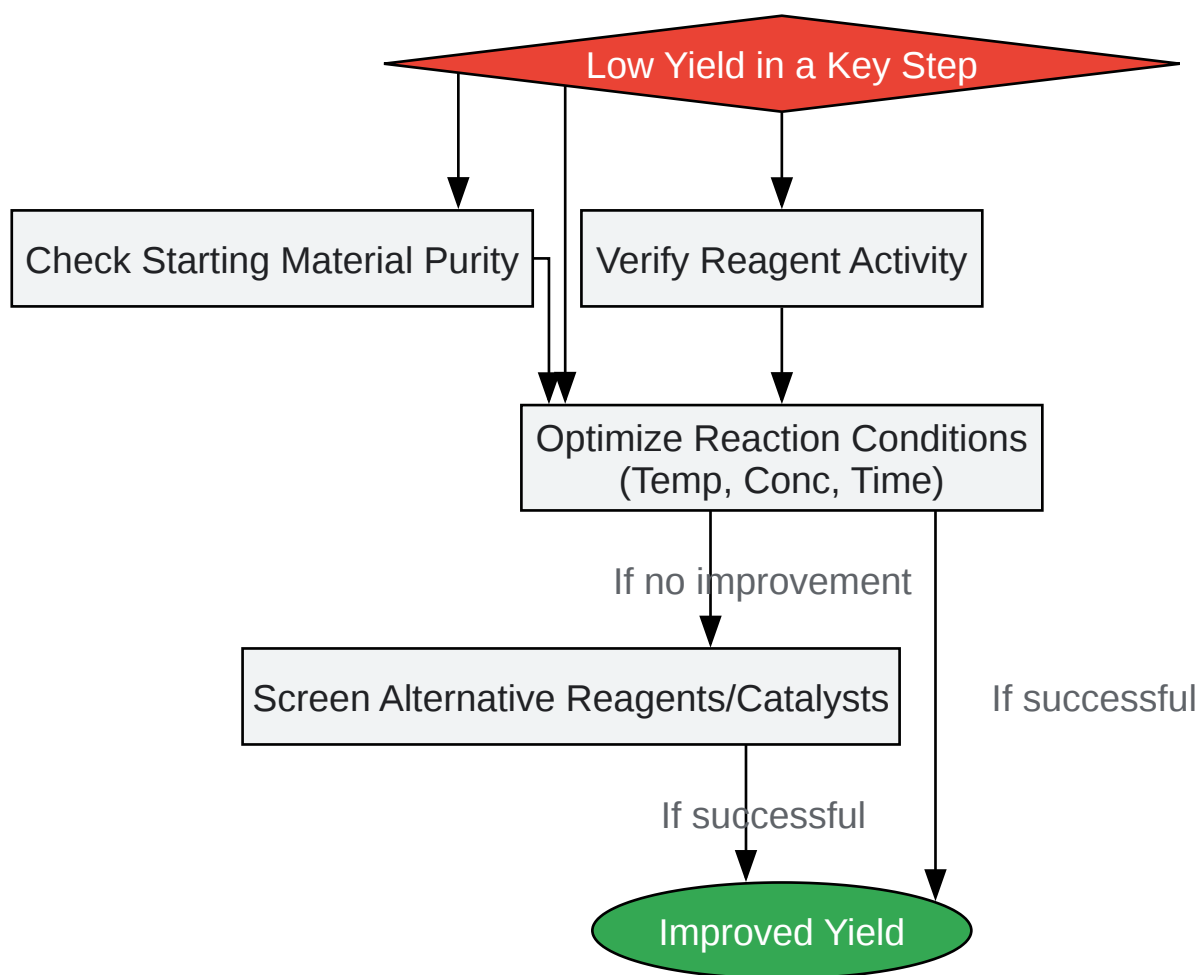 Low Yield in a Key Step
Check Starting Material Purity
Verify Reagent Activity
Optimize Reaction Conditions
(Temp, Conc, Time)
If no improvement
Screen Alternative Reagents/Catalysts
If successful
If successful
Improved Yield